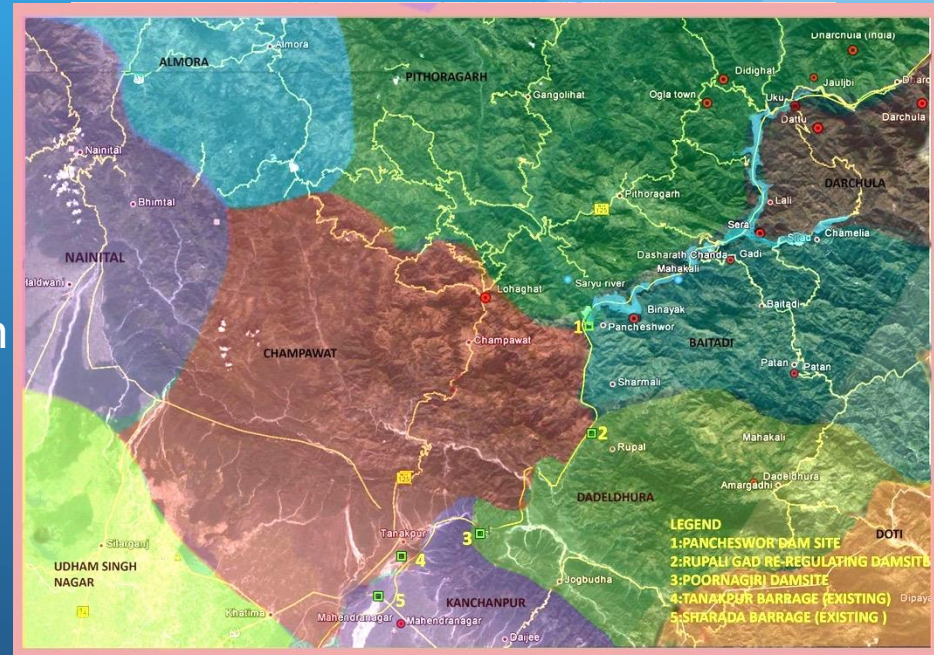 Dharchula (India)
Almora
ALMORA
PITHORAGARH
Didighat
Jauljbi
Gangolihat
Ogla town
Uku
Dattu
Darchula
Nainital
DARCHULA
Pithoragarh
Bhimtal
125
Lali
Sera
Chamelia
Dasharath Chanda
Gadi
NAINITAL
Mahakali
Haldwani
Saryu river
Lohaghat
Binayak
Baitadi
1
Pancheshwor
Champawat
BAITADI
CHAMPAWAT
Patan
Patan
Sharmali
2
Rupal
Mahakali
Dadeldhura
125
Amargadhi
DADELDHURA
LEGEND
DOTI
1:PANCHESWOR DAM SITE
Tanakpur
3
2:RUPALI GAD RE-REGULATING DAMSITE
Sitarganj
4
3:POORNAGIRI DAMSITE
UDHAM SINGH
NAGAR
Jogbudha
4:TANAKPUR BARRAGE (EXISTING)
5
KANCHANPUR
Khatima
Mahendranagar
Mahendranagar
5:SHARADA BARRAGE (EXISTING )
Daijee